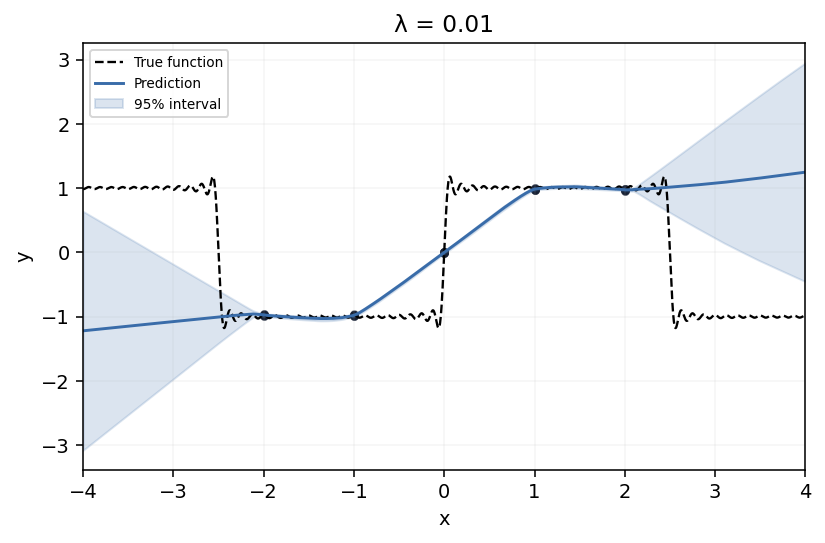 λ = 0.01
True function
Prediction
95% interval
3
2
1
0
−1
−2
−3
y
−4 −3 −2 −1 0 1 2 3 4
x